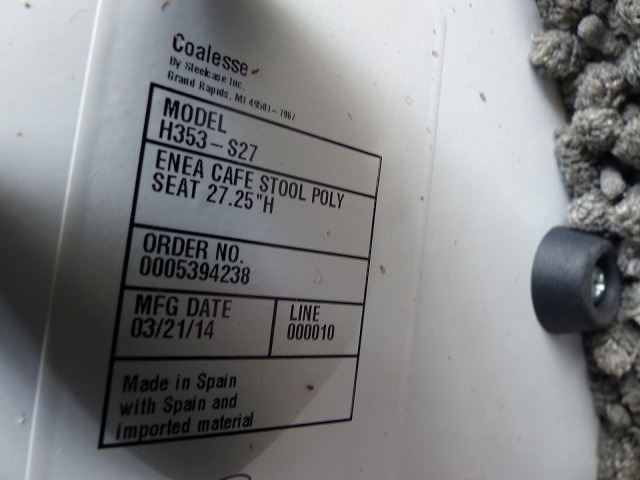 Coalesse
By Steelcase Inc.
Grand Rapids, MI 49501-1967
MODEL
H353-S27
ENEA CAFE STOOL POLY
SEAT 27.25"H
ORDER NO.
0005394238
MFG DATE
03/21/14
LINE
000010
Made in Spain
with Spain and
imported material